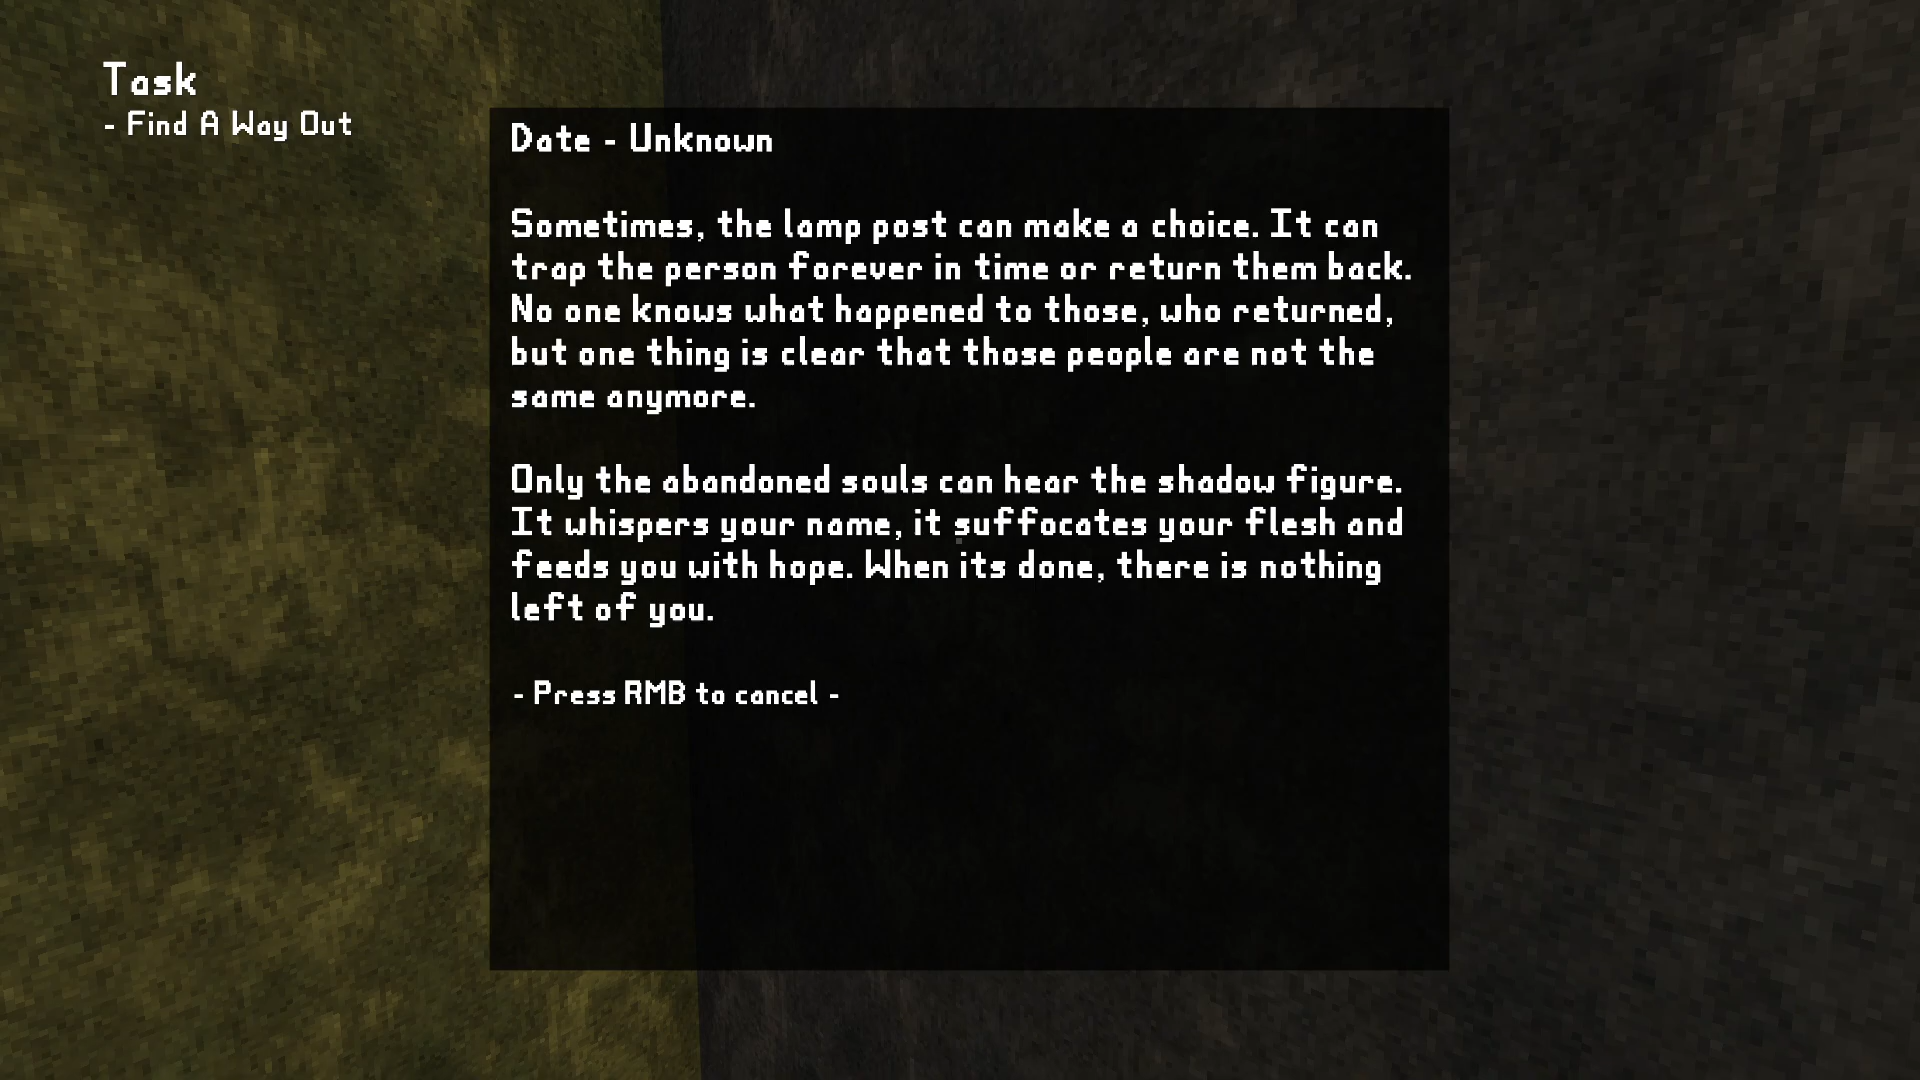 Task
- Find A Way Out
Date - Unknown
Sometimes, the lamp post can make a choice. It can
trap the person forever in time or return them back.
No one knows what happened to those, who returned,
but one thing is clear that those people are not the
same anymore.
Only the abandoned souls can hear the shadow figure.
It whispers your name, it suffocates your flesh and
feeds you with hope. When its done, there is nothing
left of you.
- Press RMB to cancel -